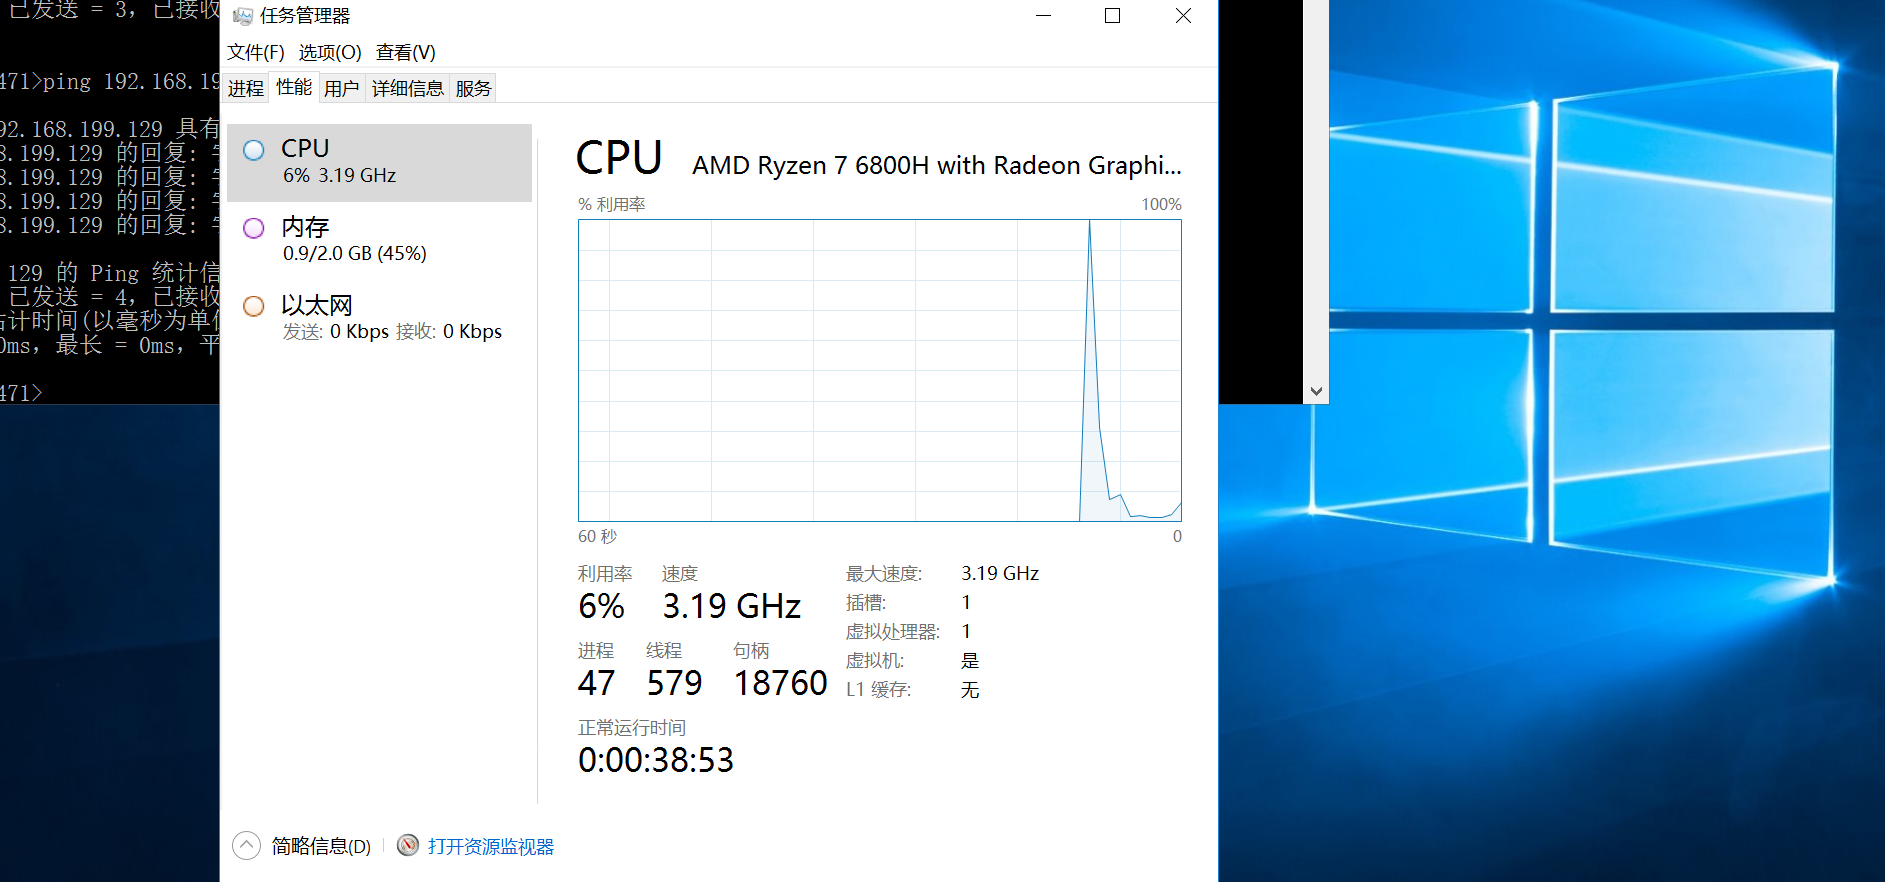 已发送 = 3，已接收
471>ping 192.168.19
92.168.199.129 具有
8.199.129 的回复：
8.199.129 的回复：
8.199.129 的回复：
8.199.129 的回复：
129 的 Ping 统计信
已发送 = 4，已接收
估计时间(以毫秒为单位
0ms，最长 = 0ms，平
471>
任务管理器
文件(F) 选项(O) 查看(V)
进程 性能 用户 详细信息 服务
CPU
6% 3.19 GHz
内存
0.9/2.0 GB (45%)
以太网
发送: 0 Kbps 接收: 0 Kbps
CPU AMD Ryzen 7 6800H with Radeon Graphi...
% 利用率 100%
60 秒 0
利用率 速度
6% 3.19 GHz
进程 线程 句柄
47 579 18760
正常运行时间
0:00:38:53
最大速度: 3.19 GHz
插槽: 1
虚拟处理器: 1
虚拟机: 是
L1 缓存: 无
简略信息(D) 打开资源监视器